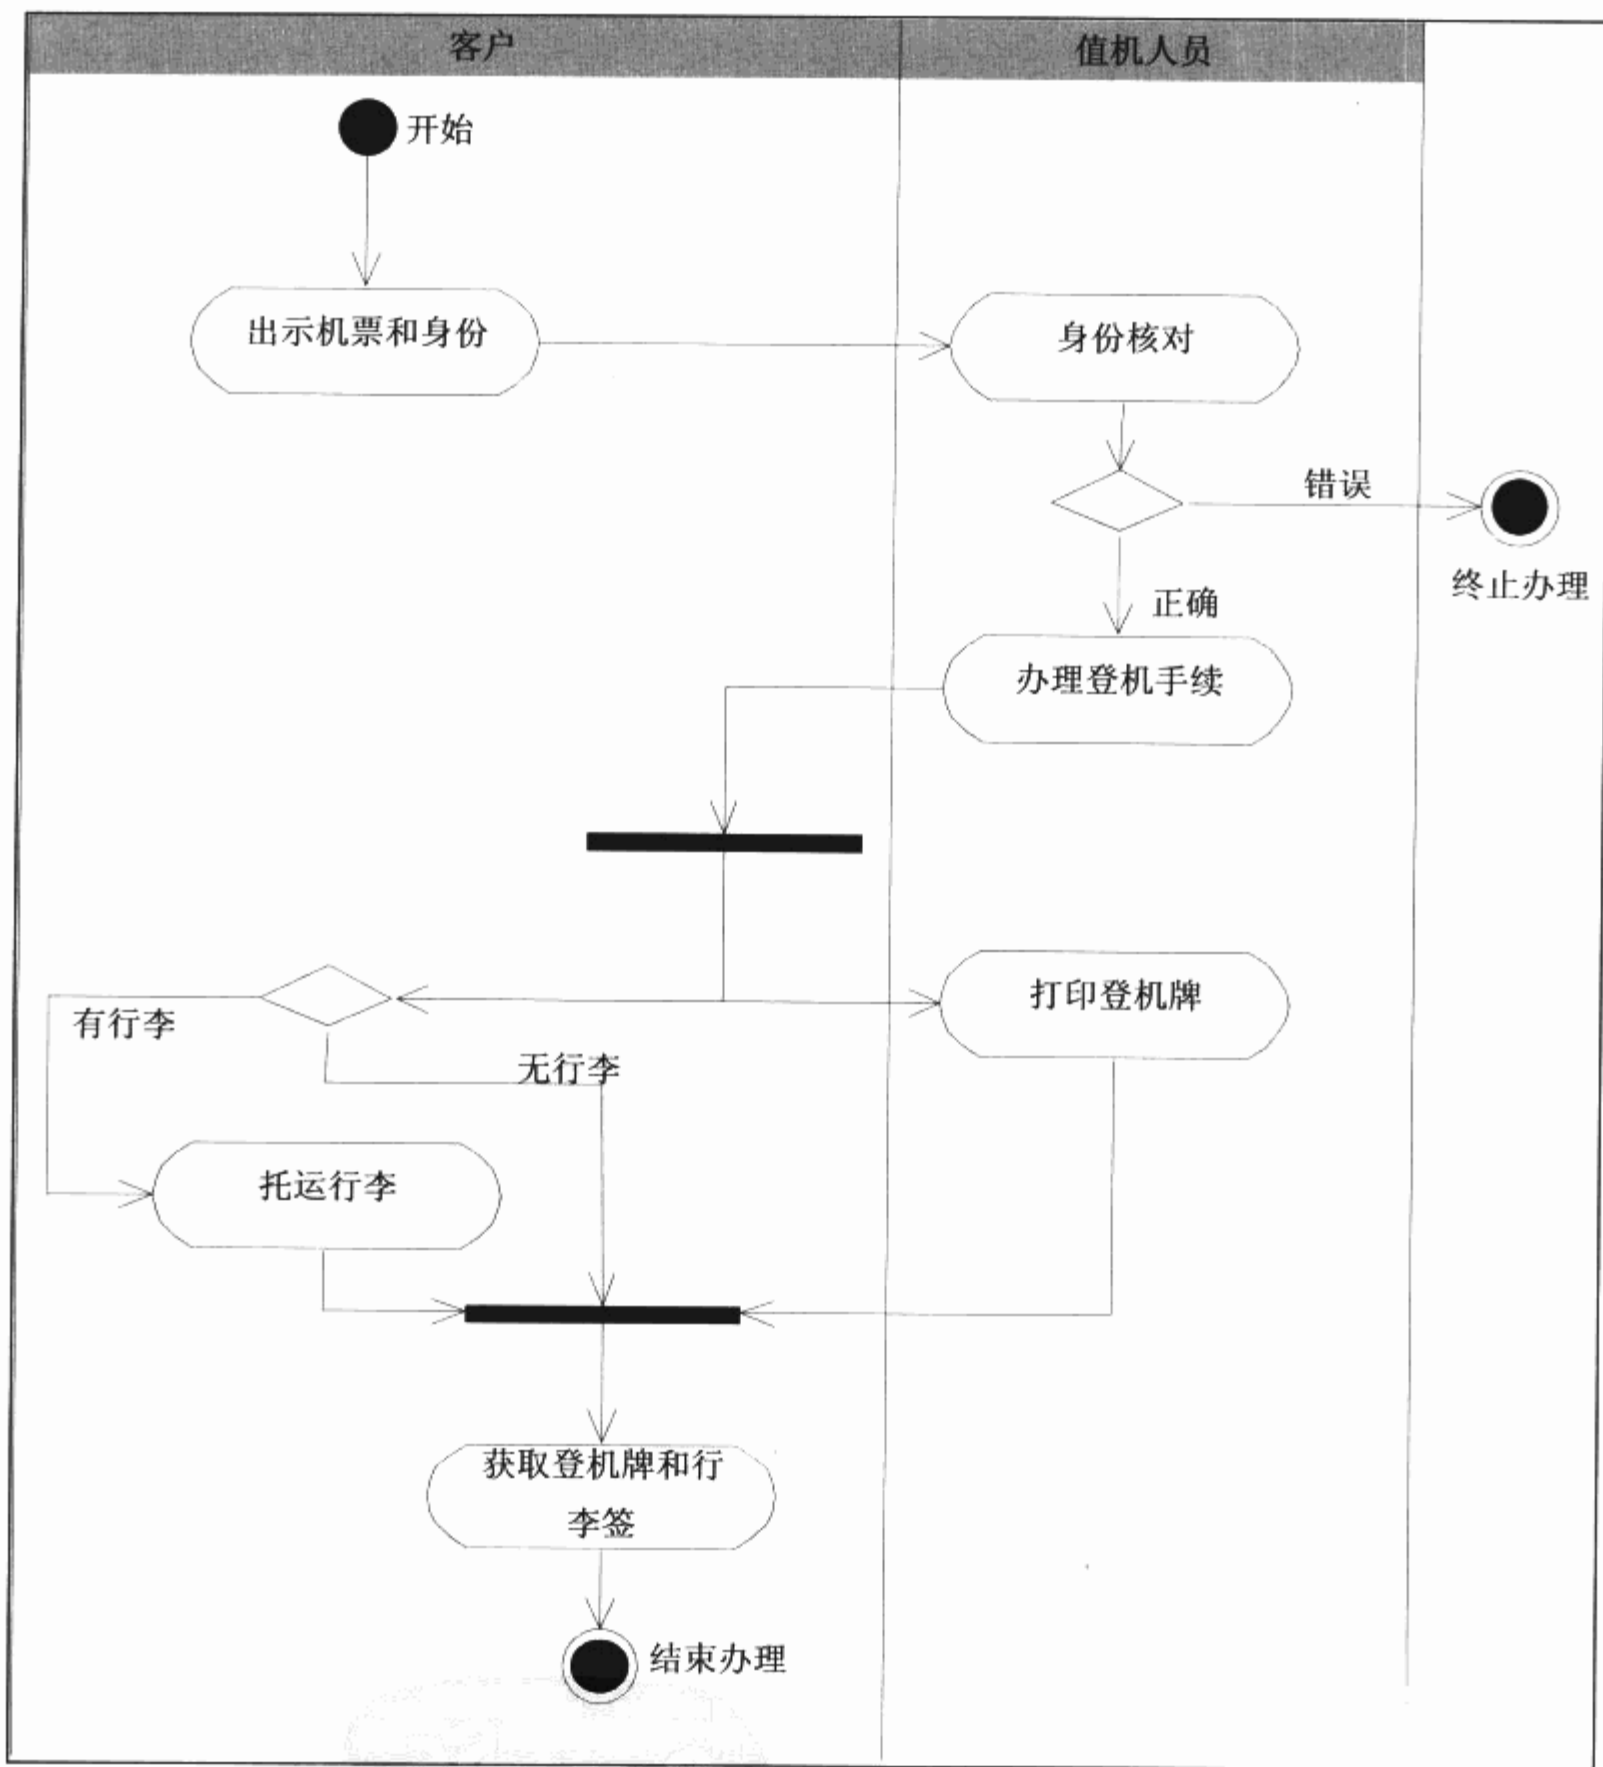 客户
值机人员
开始
出示机票和身份
身份核对
错误
终止办理
正确
办理登机手续
打印登机牌
有行李
无行李
托运行李
获取登机牌和行
李签
结束办理